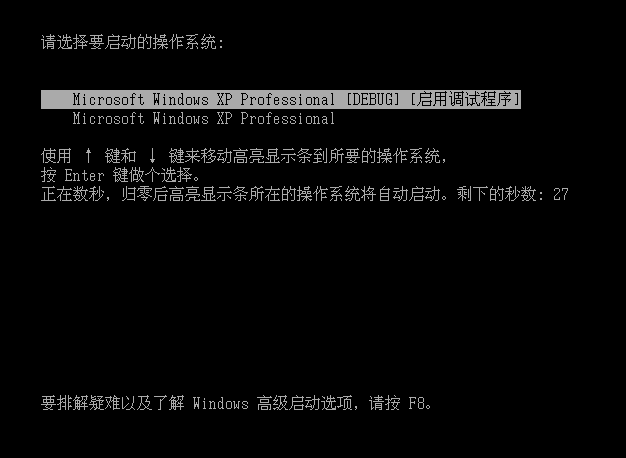 请选择要启动的操作系统:
Microsoft Windows XP Professional [DEBUG] [启用调试程序]
Microsoft Windows XP Professional
使用 ↑ 键和 ↓ 键来移动高亮显示条到所要的操作系统,
按 Enter 键做个选择。
正在数秒, 归零后高亮显示条所在的操作系统将自动启动。剩下的秒数: 27
要排解疑难以及了解 Windows 高级启动选项, 请按 F8。